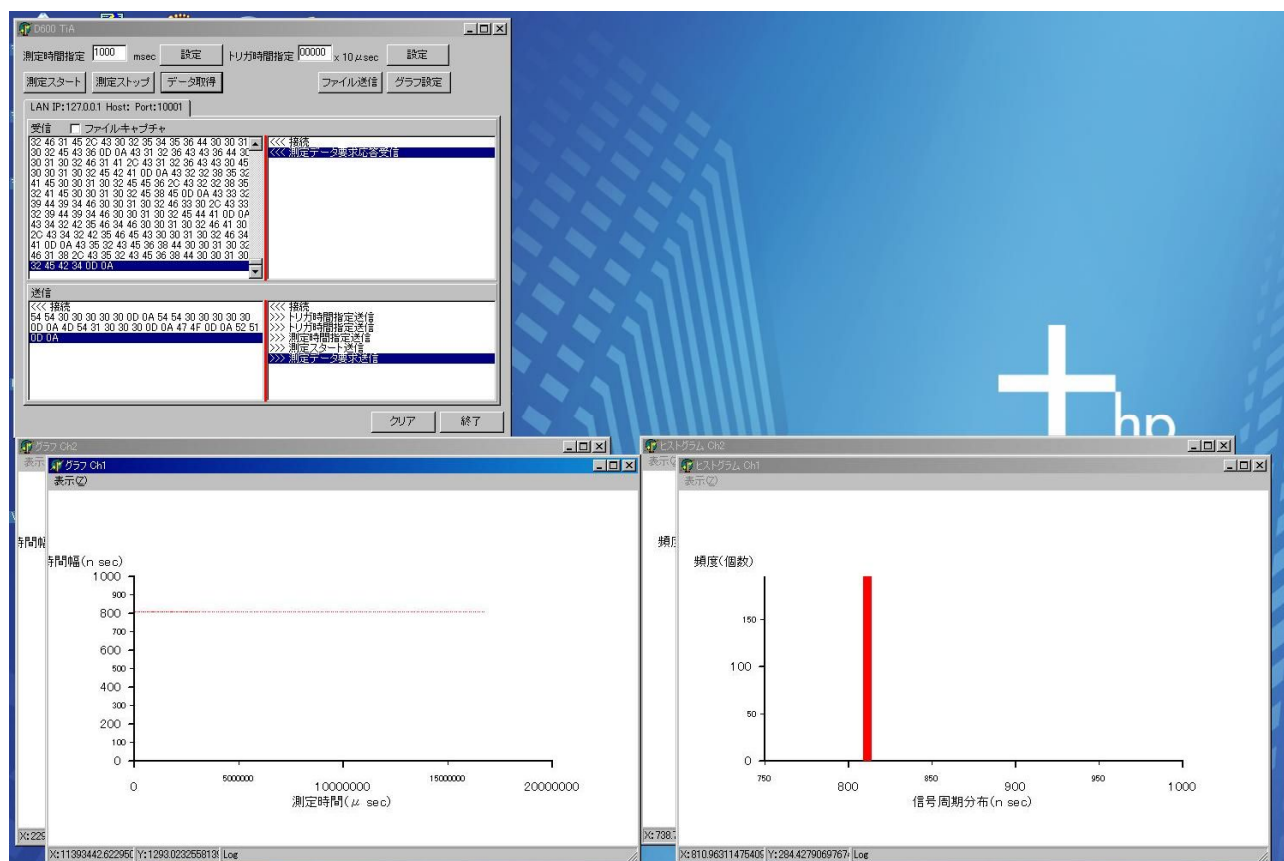 D600 TiA
測定時間指定 1000 msec 設定 トリガ時間指定 00000 x 10μsec 設定
測定スタート 測定ストップ データ取得 ファイル送信 グラフ設定
LAN IP:127.0.0.1 Host: Port:10001
受信 ファイルキャプチャ
32 46 31 45 2C 43 30 32 35 34 35 36 44 30 30 31
30 32 45 43 36 0D 0A 43 31 32 36 43 43 36 44 30
30 31 30 32 46 31 41 2C 43 31 32 36 43 43 30 45
30 30 31 30 32 45 42 41 0D 0A 43 32 32 38 35 32
41 45 30 30 31 30 32 45 45 36 2C 43 32 32 38 35
32 41 45 30 30 31 30 32 45 38 45 0D 0A 43 33 32
39 44 39 34 46 30 30 31 30 32 46 33 30 2C 43 33
32 39 44 39 34 46 30 30 31 30 32 45 44 41 0D 0A
43 34 32 42 35 46 34 46 30 30 31 30 32 46 41 30
2C 43 34 32 42 35 46 45 43 30 30 31 30 32 46 34
41 0D 0A 43 35 32 43 45 36 38 44 30 30 31 30 32
46 31 38 2C 43 35 32 43 45 36 38 44 30 30 31 30
32 45 42 34 0D 0A
<<< 接続
<<< 測定データ要求応答受信
送信
<<< 接続
54 54 30 30 30 30 30 0D 0A 54 54 30 30 30 30 30
0D 0A 4D 54 31 30 30 30 0D 0A 47 4F 0D 0A 52 51
0D 0A
<<< 接続
>>> トリガ時間指定送信
>>> トリガ時間指定送信
>>> 測定時間指定送信
>>> 測定スタート送信
>>> 測定データ要求送信
クリア 終了
hp
グラフ Ch2
表示
時間幅
X:229
グラフ Ch1
表示(Z)
時間幅(n sec)
1000
900
800
700
600
500
400
300
200
100
0
0 5000000 10000000 15000000 20000000
測定時間(μ sec)
X:11393442.622950 Y:1293.0232558139 Log
ヒストグラム Ch2
X:738.7
ヒストグラム Ch1
表示(Z)
頻度(個数)
150
100
50
0
750 800 850 900 950 1000
信号周期分布(n sec)
X:810.96311475409 Y:284.4279069767 Log